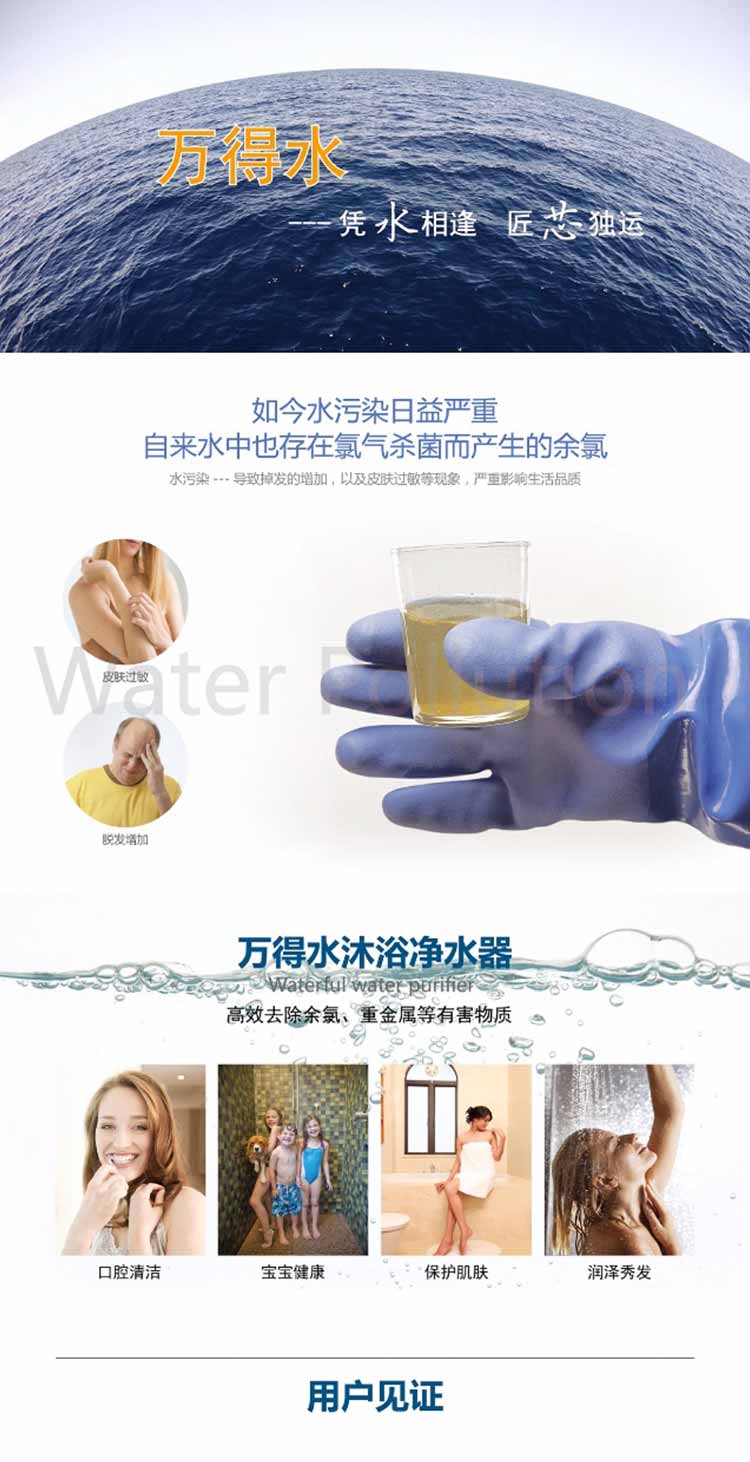 万得水
---凭水相逢 匠芯独运
如今水污染日益严重
自来水中也存在氯气杀菌而产生的余氯
水污染 --- 导致掉发的增加，以及皮肤过敏等现象，严重影响生活品质
Water Pollution
皮肤过敏
脱发增加
万得水沐浴净水器
Waterful water purifier
高效去除余氯、重金属等有害物质
口腔清洁
宝宝健康
保护肌肤
润泽秀发
用户见证